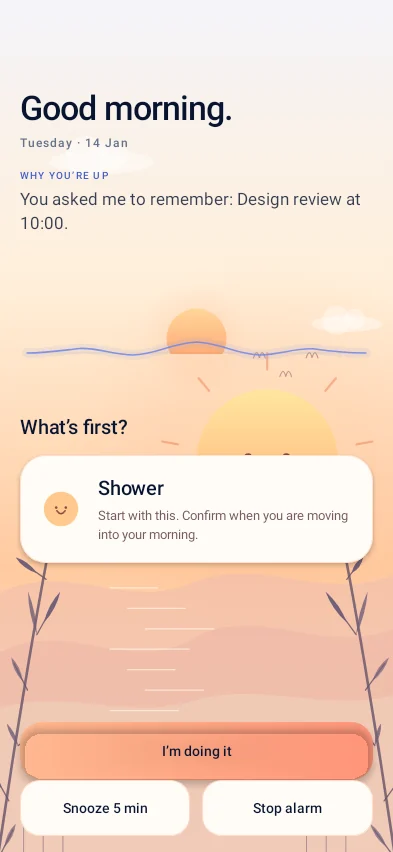 Good morning.
Tuesday · 14 Jan
WHY YOU’RE UP
You asked me to remember: Design review at
10:00.
What’s first?
Shower
Start with this. Confirm when you are moving
into your morning.
I’m doing it
Snooze 5 min
Stop alarm